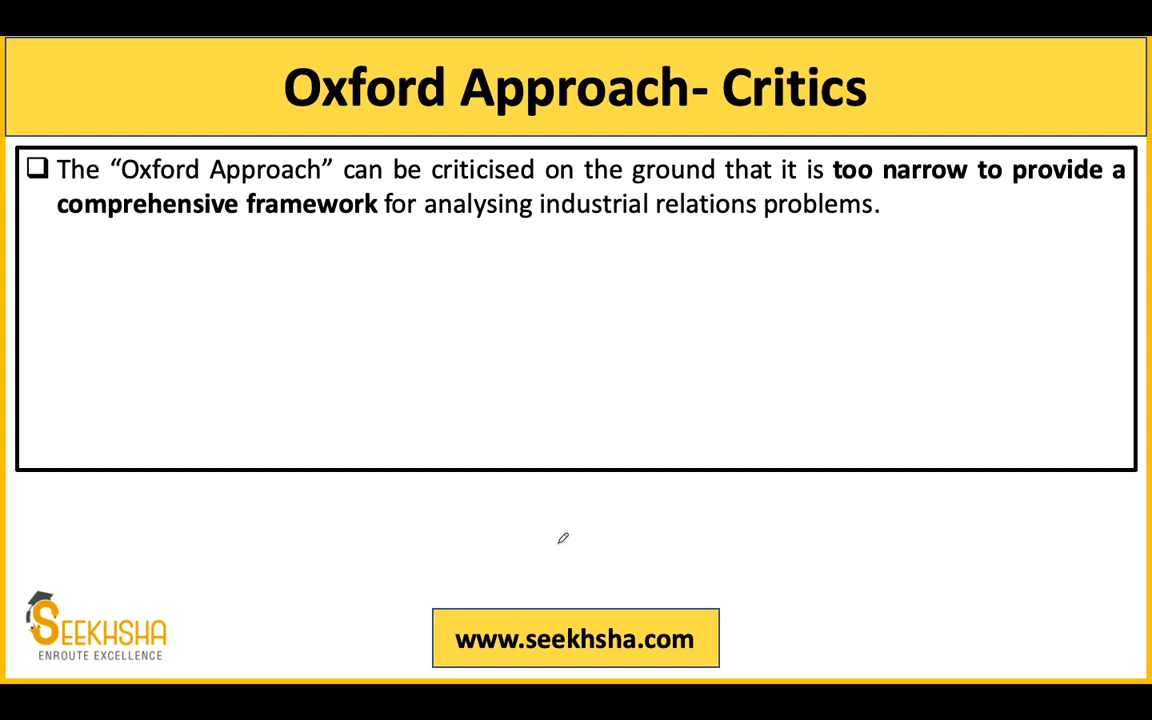 Oxford Approach- Critics
❑ The “Oxford Approach” can be criticised on the ground that it is too narrow to provide a
comprehensive framework for analysing industrial relations problems.
SEEKHSHA
ENROUTE EXCELLENCE
www.seekhsha.com